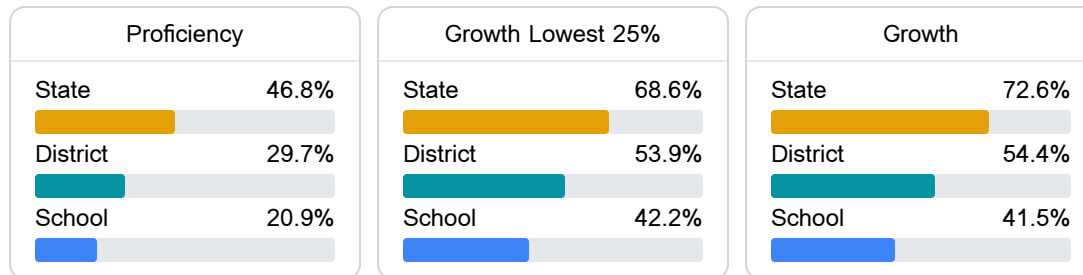 Proficiency
State 46.8%
District 29.7%
School 20.9%
Growth Lowest 25%
State 68.6%
District 53.9%
School 42.2%
Growth
State 72.6%
District 54.4%
School 41.5%